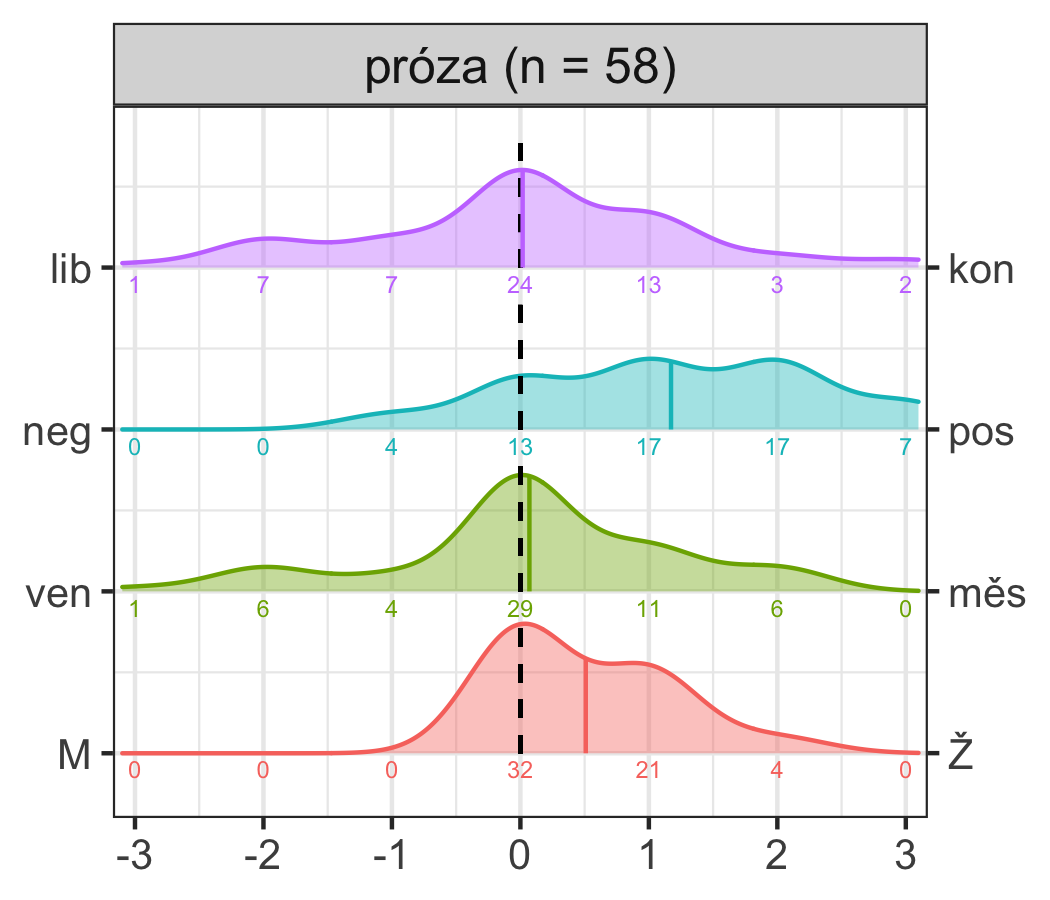 próza (n = 58)
lib kon
1 7 7 24 13 3 2
neg pos
0 0 4 13 17 17 7
ven měs
1 6 4 29 11 6 0
M Ž
0 0 0 32 21 4 0
-3 -2 -1 0 1 2 3